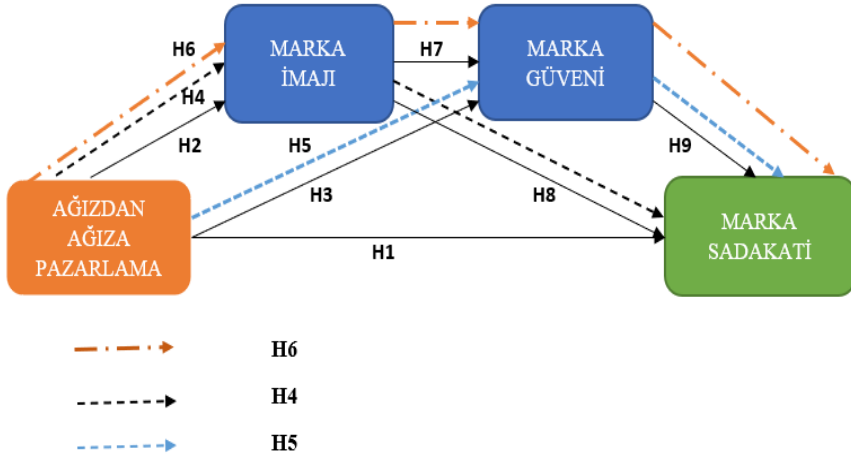 H6
MARKA
İMAJI
H7
MARKA
GÜVENİ
H4
H2
H5
H9
H3
H8
AĞIZDAN
AĞIZA
PAZARLAMA
MARKA
SADAKATİ
H1
H6
H4
H5